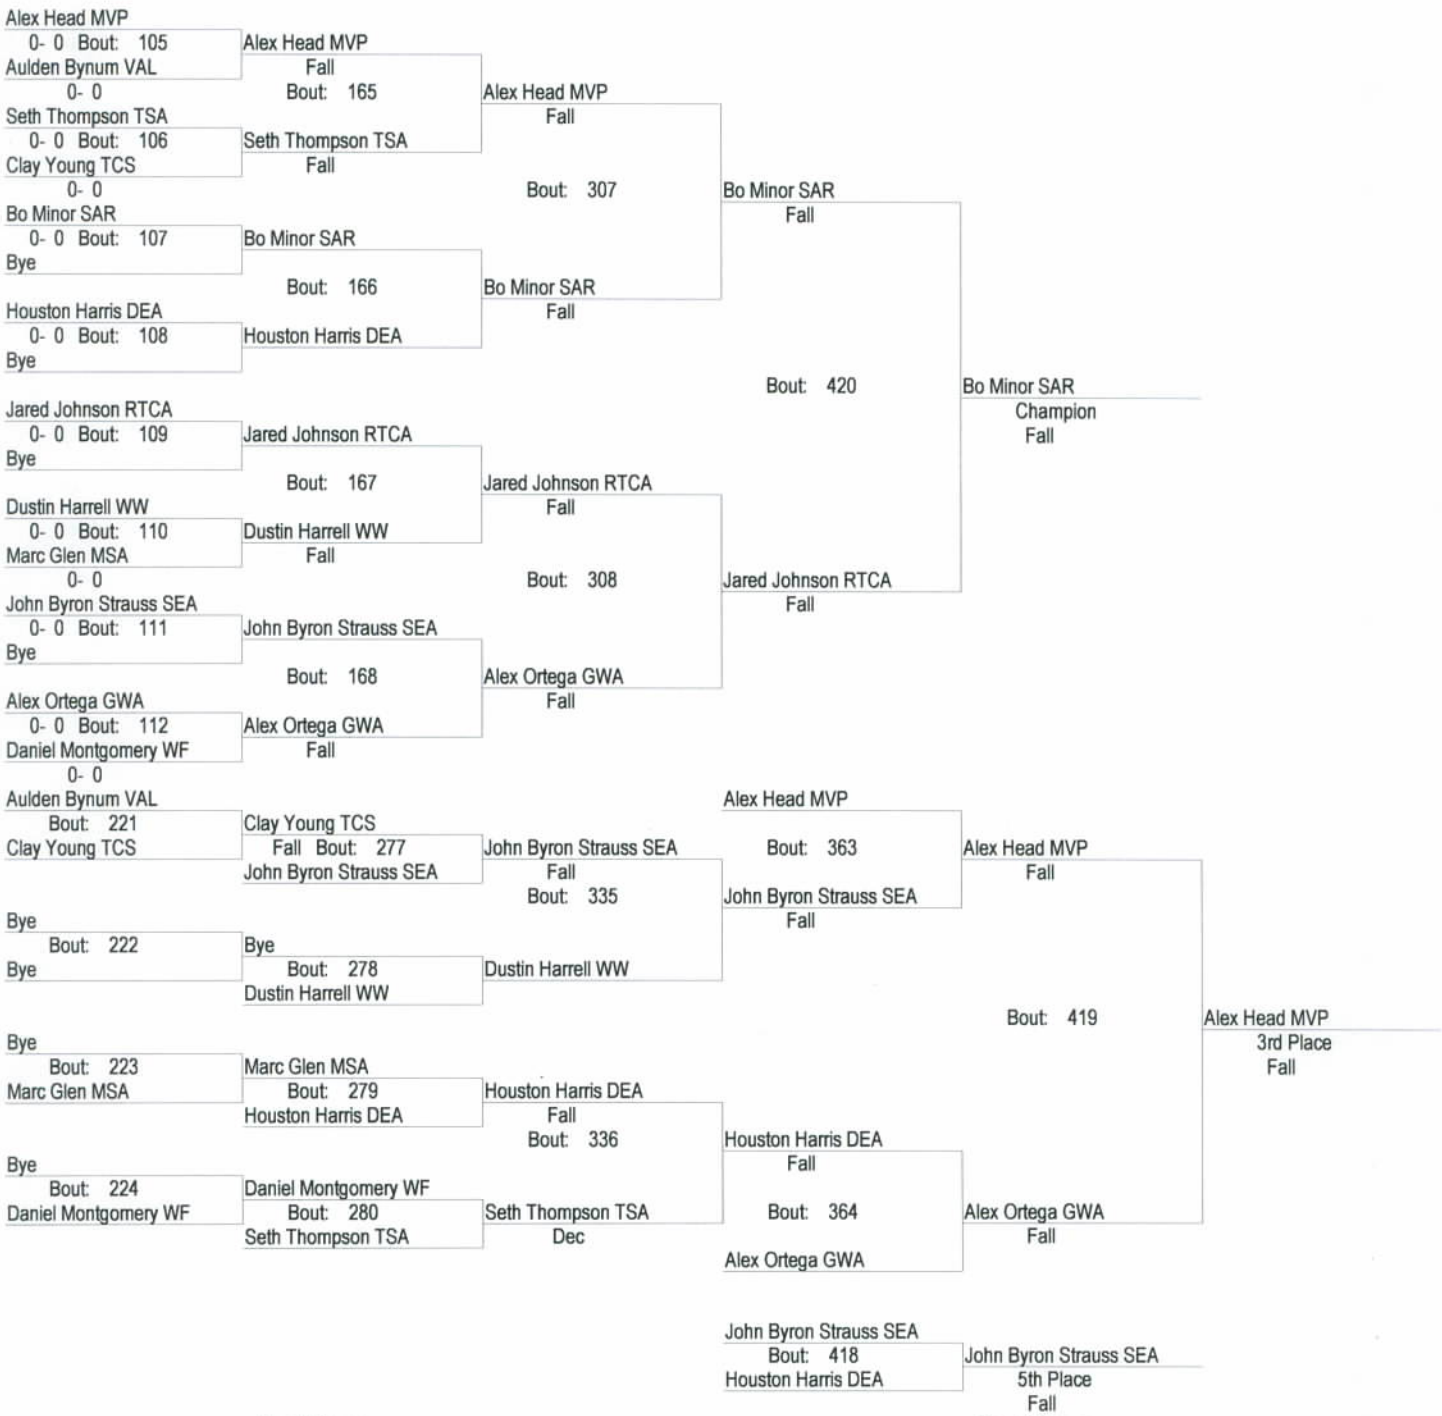 Alex Head MVP
0- 0 Bout: 105 Alex Head MVP
Aulden Bynum VAL Fall
0- 0 Bout: 165 Alex Head MVP
Seth Thompson TSA Fall
0- 0 Bout: 106 Seth Thompson TSA
Clay Young TCS Fall
0- 0 Bout: 307 Bo Minor SAR
Bo Minor SAR Fall
0- 0 Bout: 107 Bo Minor SAR
Bye
Bout: 166 Bo Minor SAR
Houston Harris DEA Fall
0- 0 Bout: 108 Houston Harris DEA
Bye
Bout: 420 Bo Minor SAR
Jared Johnson RTCA Champion
0- 0 Bout: 109 Jared Johnson RTCA Fall
Bye
Bout: 167 Jared Johnson RTCA
Dustin Harrell WW Fall
0- 0 Bout: 110 Dustin Harrell WW
Marc Glen MSA Fall
0- 0 Bout: 308 Jared Johnson RTCA
John Byron Strauss SEA Fall
0- 0 Bout: 111 John Byron Strauss SEA
Bye
Bout: 168 Alex Ortega GWA
Alex Ortega GWA Fall
0- 0 Bout: 112 Alex Ortega GWA
Daniel Montgomery WF Fall
0- 0
Aulden Bynum VAL Alex Head MVP
Bout: 221 Clay Young TCS
Clay Young TCS Fall Bout: 277 John Byron Strauss SEA Bout: 363 Alex Head MVP
John Byron Strauss SEA Fall Fall
Bout: 335 John Byron Strauss SEA
Bye Fall
Bout: 222 Bye
Bye Bout: 278 Dustin Harrell WW
Dustin Harrell WW
Bout: 419 Alex Head MVP
Bye 3rd Place
Bout: 223 Marc Glen MSA Fall
Marc Glen MSA Bout: 279 Houston Harris DEA
Houston Harris DEA Fall
Bout: 336 Houston Harris DEA
Bye Fall
Bout: 224 Daniel Montgomery WF
Daniel Montgomery WF Bout: 280 Seth Thompson TSA Bout: 364 Alex Ortega GWA
Seth Thompson TSA Dec Fall
Alex Ortega GWA
John Byron Strauss SEA
Bout: 418 John Byron Strauss SEA
Houston Harris DEA 5th Place
Fall